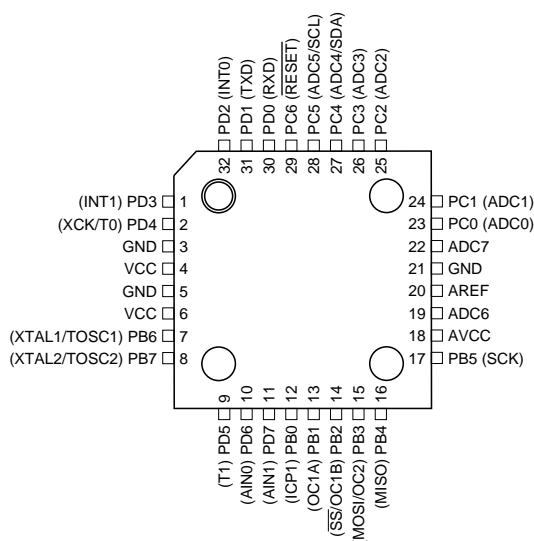 PD2 (INT0)
PD1 (TXD)
PD0 (RXD)
PC6 (RESET)
PC5 (ADC5/SCL)
PC4 (ADC4/SDA)
PC3 (ADC3)
PC2 (ADC2)
32
31
30
29
28
27
26
25
(INT1) PD3 1
(XCK/T0) PD4 2
GND 3
VCC 4
GND 5
VCC 6
(XTAL1/TOSC1) PB6 7
(XTAL2/TOSC2) PB7 8
24 PC1 (ADC1)
23 PC0 (ADC0)
22 ADC7
21 GND
20 AREF
19 ADC6
18 AVCC
17 PB5 (SCK)
9
10
11
12
13
14
15
16
(T1) PD5
(AIN0) PD6
(AIN1) PD7
(ICP1) PB0
(OC1A) PB1
(SS/OC1B) PB2
MOSI/OC2) PB3
(MISO) PB4